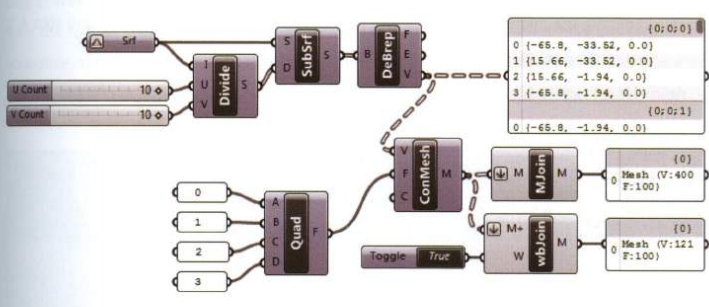 Srf
U Count 10
V Count 10
I
U
V
Divide
S
S
D
SubSrf
S
B
DeBrep
F
E
V
{0;0;0}
0 {-65.8, -33.52, 0.0}
1 {15.66, -33.52, 0.0}
2 {15.66, -1.94, 0.0}
3 {-65.8, -1.94, 0.0}
{0;0;1}
0 {-65.8, -1.94, 0.0}
0
1
2
3
A
B
C
D
Quad
F
V
F
C
ConMesh
M
M
MJoin
M
{0}
0 Mesh (V:400
F:100)
Toggle True
M+
W
wbJoin
M
{0}
0 Mesh (V:121
F:100)